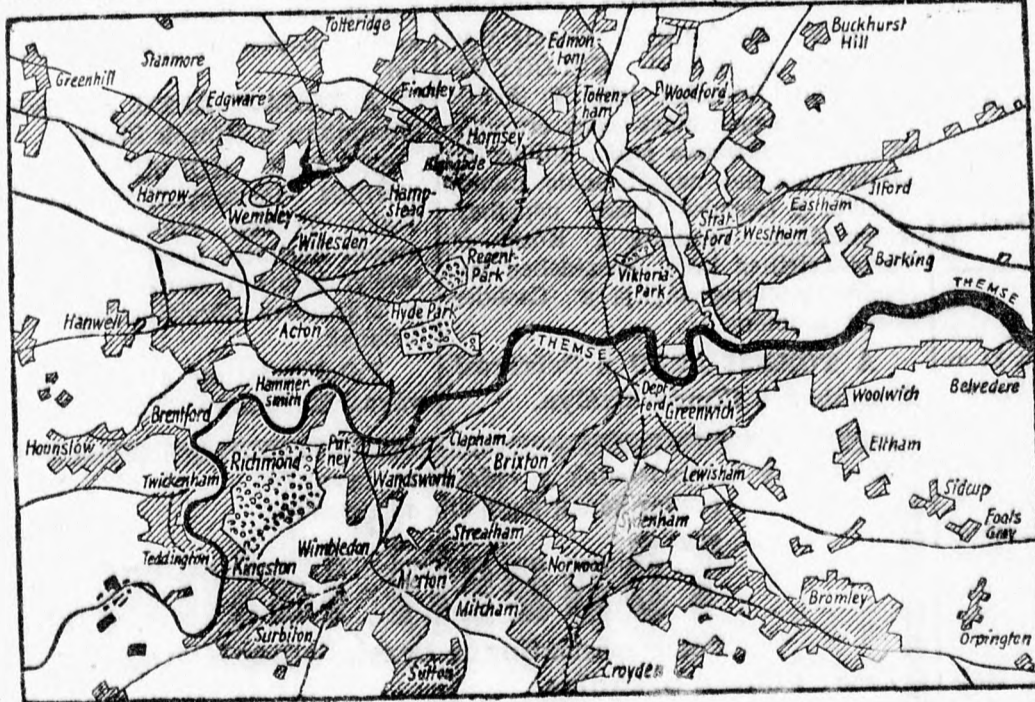 Totteridge
Buckhurst
Hill
Edmon-
ton
Stanmore
Greenhill
Edgware
Finchley
Totten-
ham
Woodford
Hornsey
Harrow
Hamp-
stead
Ilford
Eastham
Wembley
Strat-
ford
Westham
Willesden
Regent-
Park
Viktoria
Park
Barking
THEMSE
Hanwell
Hyde Park
Acton
THEMSE
Hammer-
smith
Dept-
ford
Greenwich
Woolwich
Belvedere
Brentford
Hounslow
Put-
ney
Clapham
Eltham
Richmond
Brixton
Twickenham
Wandsworth
Lewisham
Sidcup
Foots
Cray
Streatham
Sydenham
Wimbledon
Teddington
Kingston
Norwood
Merton
Mitcham
Bromley
Surbiton
Orpington
Sutton
Croyden